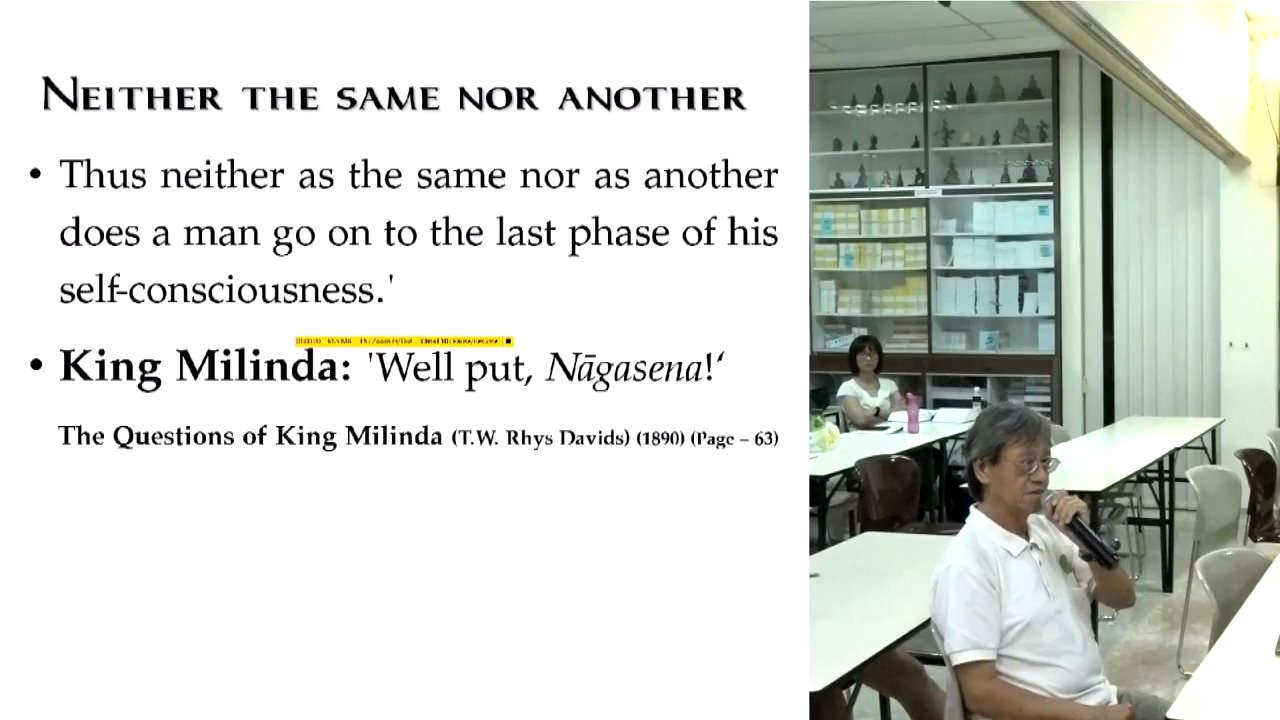 Neither the same nor another
• Thus neither as the same nor as another
does a man go on to the last phase of his
self-consciousness.'
• King Milinda: 'Well put, Nāgasena!‘
The Questions of King Milinda (T.W. Rhys Davids) (1890) (Page – 63)